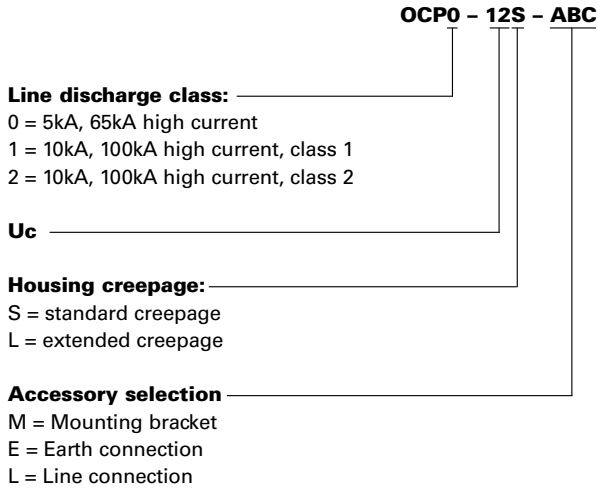 OCP0 – 12S – ABC
Line discharge class:
0 = 5kA, 65kA high current
1 = 10kA, 100kA high current, class 1
2 = 10kA, 100kA high current, class 2
Uc
Housing creepage:
S = standard creepage
L = extended creepage
Accessory selection
M = Mounting bracket
E = Earth connection
L = Line connection